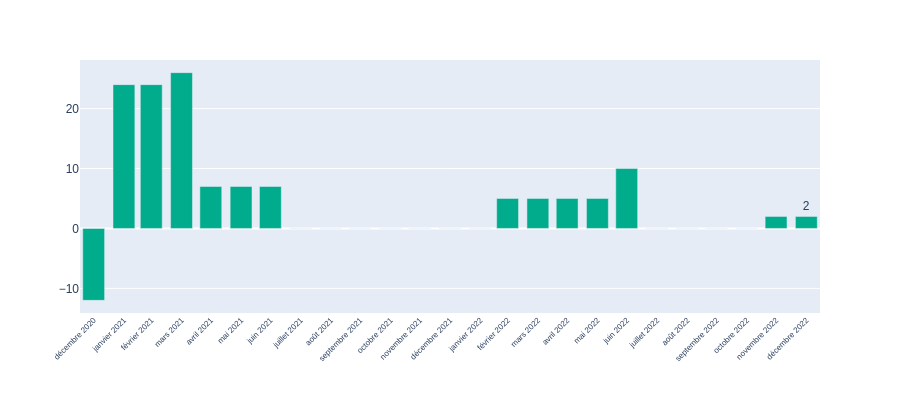 20
10
2
0
−10
décembre 2020
janvier 2021
février 2021
mars 2021
avril 2021
mai 2021
juin 2021
juillet 2021
août 2021
septembre 2021
octobre 2021
novembre 2021
décembre 2021
janvier 2022
février 2022
mars 2022
avril 2022
mai 2022
juin 2022
juillet 2022
août 2022
septembre 2022
octobre 2022
novembre 2022
décembre 2022